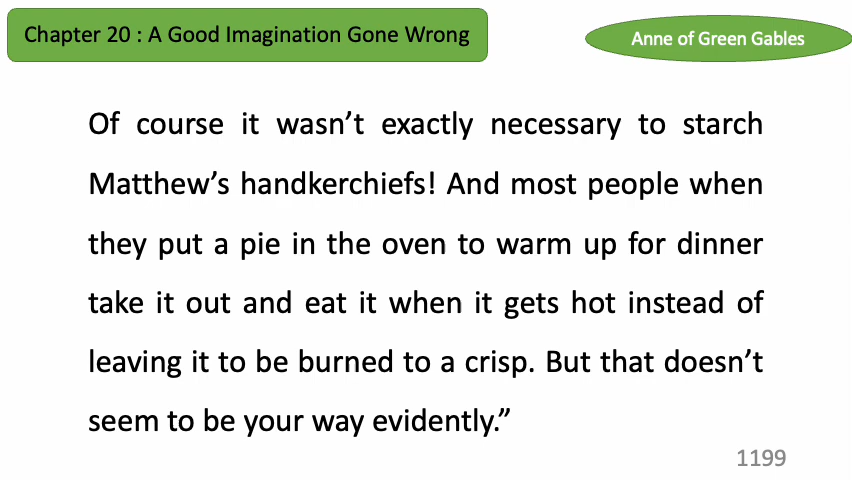 Chapter 20 : A Good Imagination Gone Wrong
Anne of Green Gables
Of course it wasn’t exactly necessary to starch
Matthew’s handkerchiefs! And most people when
they put a pie in the oven to warm up for dinner
take it out and eat it when it gets hot instead of
leaving it to be burned to a crisp. But that doesn’t
seem to be your way evidently.”
1199